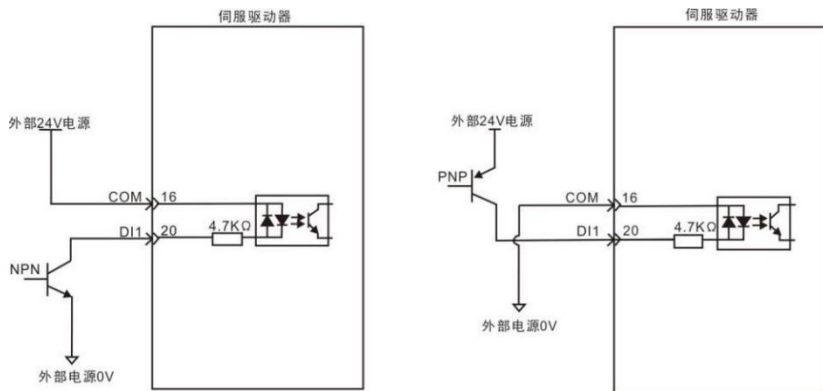 伺服驱动器
外部24V电源
COM
16
4.7KΩ
DI1
20
NPN
外部电源0V
伺服驱动器
外部24V电源
PNP
COM
16
4.7KΩ
DI1
20
外部电源0V